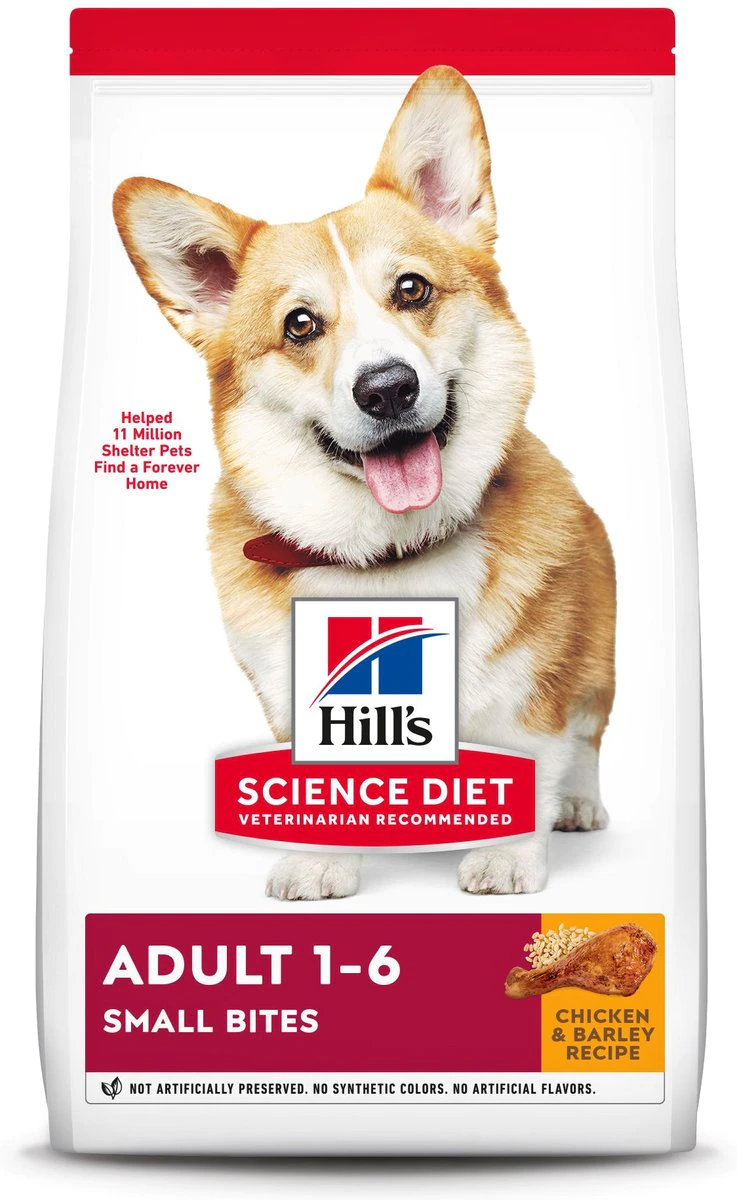 Helped
11 Million
Shelter Pets
Find a Forever
Home
Hill's
SCIENCE DIET
VETERINARIAN RECOMMENDED
ADULT 1-6
SMALL BITES
CHICKEN
& BARLEY
RECIPE
NOT ARTIFICIALLY PRESERVED. NO SYNTHETIC COLORS. NO ARTIFICIAL FLAVORS.